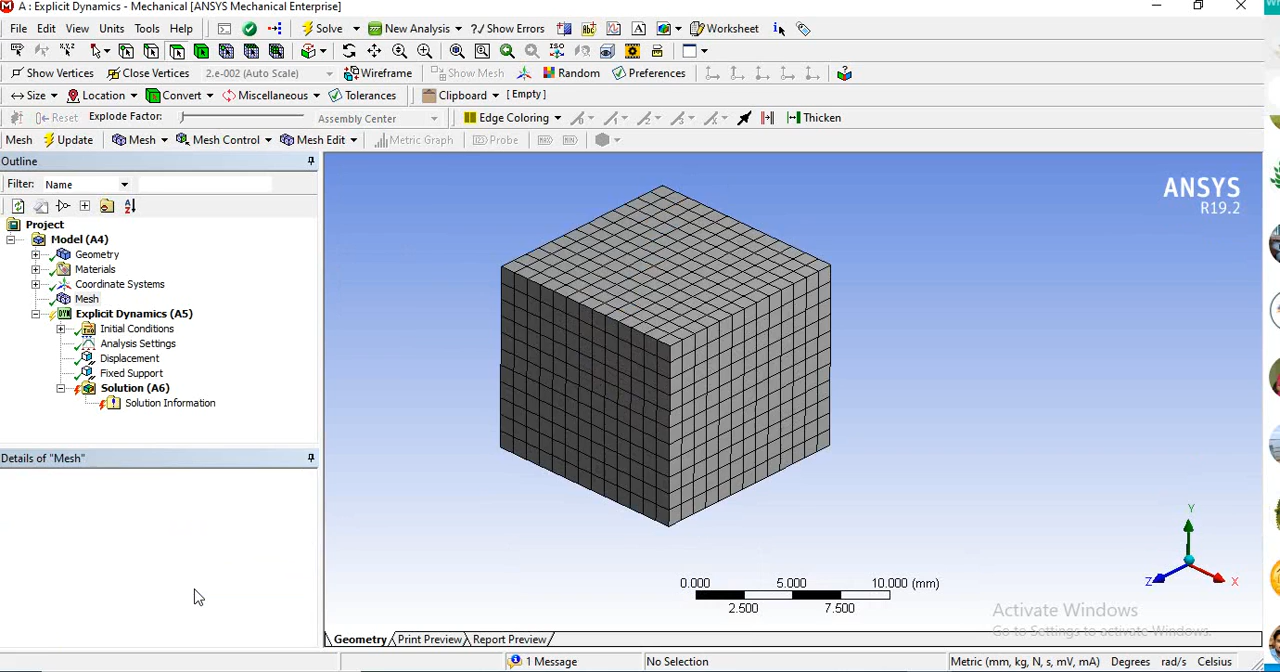 A : Explicit Dynamics - Mechanical [ANSYS Mechanical Enterprise]
File Edit View Units Tools Help Solve New Analysis ?/ Show Errors Worksheet
Show Vertices Close Vertices 2.e-002 (Auto Scale) Wireframe Show Mesh Random Preferences
Size Location Convert Miscellaneous Tolerances Clipboard [ Empty ]
Reset Explode Factor: Assembly Center Edge Coloring Thicken
Mesh Update Mesh Mesh Control Mesh Edit Metric Graph Probe
Outline
Filter: Name
Project
Model (A4)
Geometry
Materials
Coordinate Systems
Mesh
Explicit Dynamics (A5)
Initial Conditions
Analysis Settings
Displacement
Fixed Support
Solution (A6)
Solution Information
Details of "Mesh"
ANSYS
R19.2
Y
Z
X
0.000 5.000 10.000 (mm)
2.500 7.500
Activate Windows
Go to Settings to activate Windows.
Geometry Print Preview Report Preview
1 Message No Selection Metric (mm, kg, N, s, mV, mA) Degrees rad/s Celsius